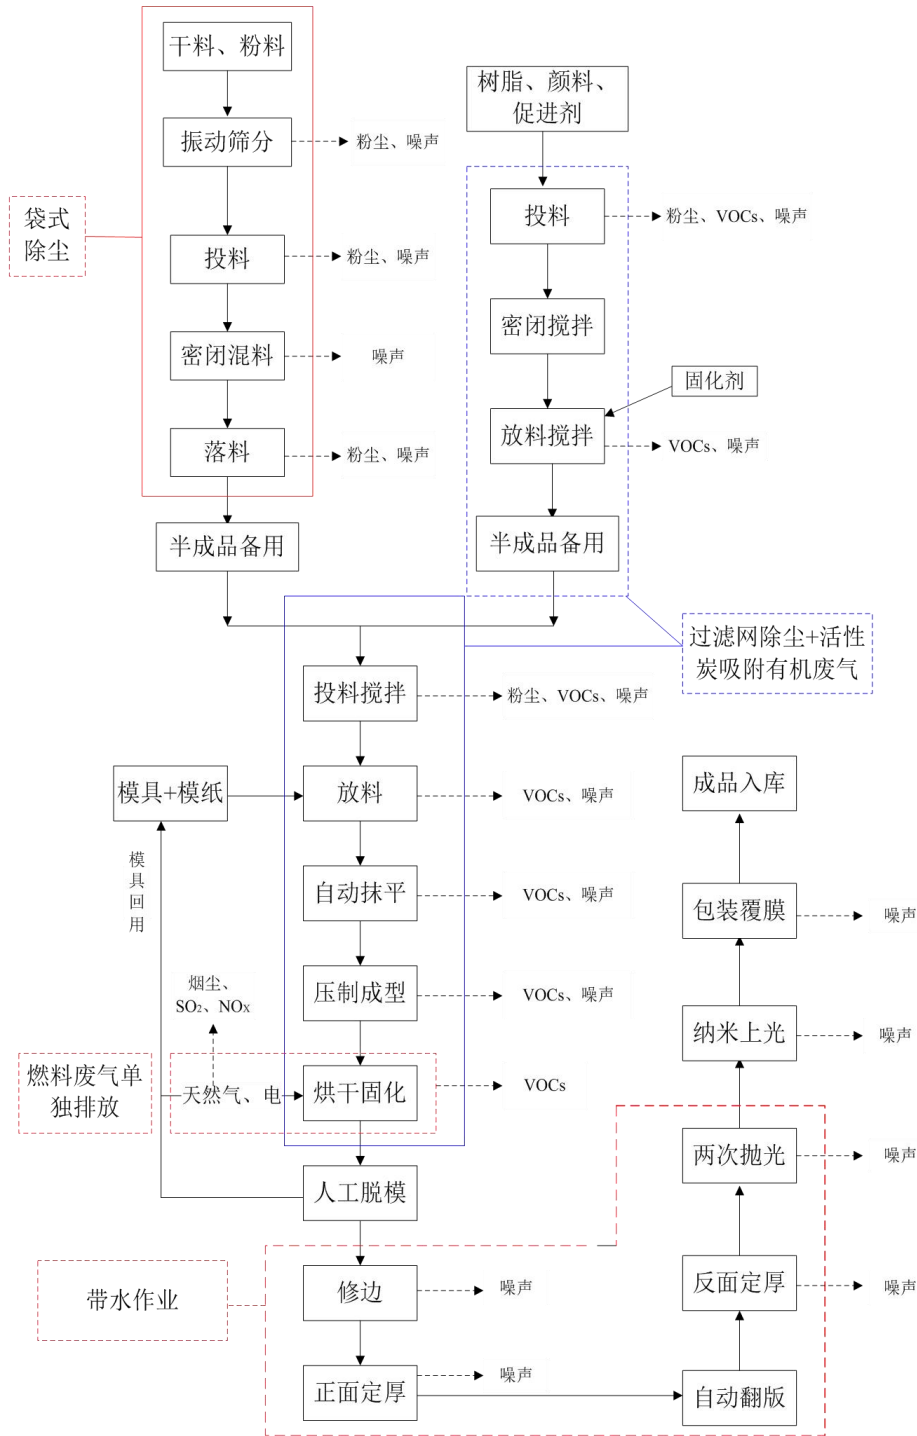 干料、粉料
振动筛分
粉尘、噪声
袋式
除尘
投料
粉尘、噪声
密闭混料
噪声
落料
粉尘、噪声
半成品备用
树脂、颜料、
促进剂
投料
粉尘、VOCs、噪声
密闭搅拌
固化剂
放料搅拌
VOCs、噪声
半成品备用
过滤网除尘+活性
炭吸附有机废气
投料搅拌
粉尘、VOCs、噪声
模具+模纸
放料
VOCs、噪声
模
具
回
用
自动抹平
VOCs、噪声
压制成型
VOCs、噪声
烟尘、
SO₂、NOX
燃料废气单
独排放
天然气、电
烘干固化
VOCs
人工脱模
带水作业
修边
噪声
正面定厚
噪声
自动翻版
反面定厚
噪声
两次抛光
噪声
纳米上光
噪声
包装覆膜
噪声
成品入库